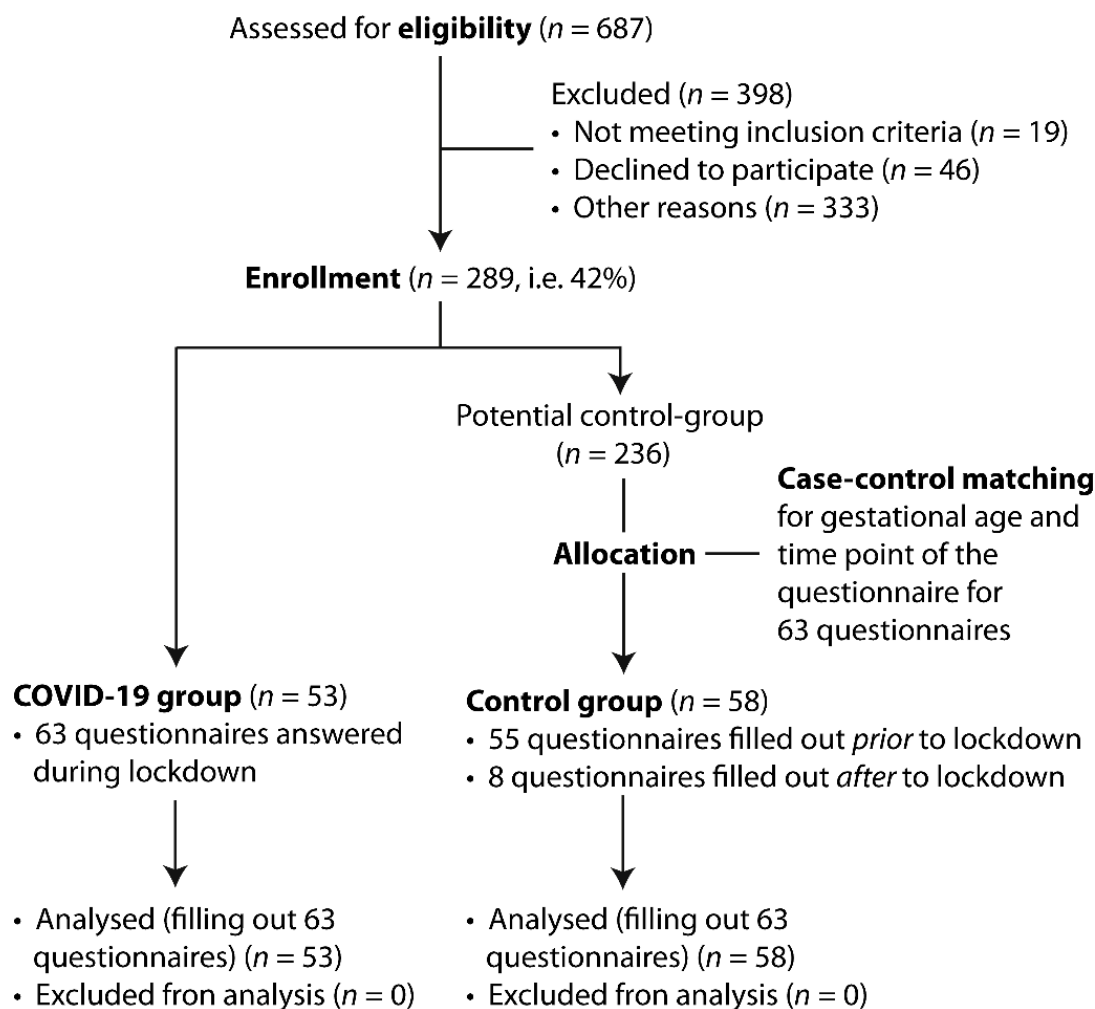 Assessed for eligibility (n = 687)
Excluded (n = 398)
• Not meeting inclusion criteria (n = 19)
• Declined to participate (n = 46)
• Other reasons (n = 333)
Enrollment (n = 289, i.e. 42%)
Potential control-group
(n = 236)
Case-control matching
for gestational age and
time point of the
questionnaire for
63 questionnaires
Allocation
COVID-19 group (n = 53)
• 63 questionnaires answered
during lockdown
Control group (n = 58)
• 55 questionnaires filled out prior to lockdown
• 8 questionnaires filled out after to lockdown
• Analysed (filling out 63
questionnaires) (n = 53)
• Excluded fron analysis (n = 0)
• Analysed (filling out 63
questionnaires) (n = 58)
• Excluded fron analysis (n = 0)